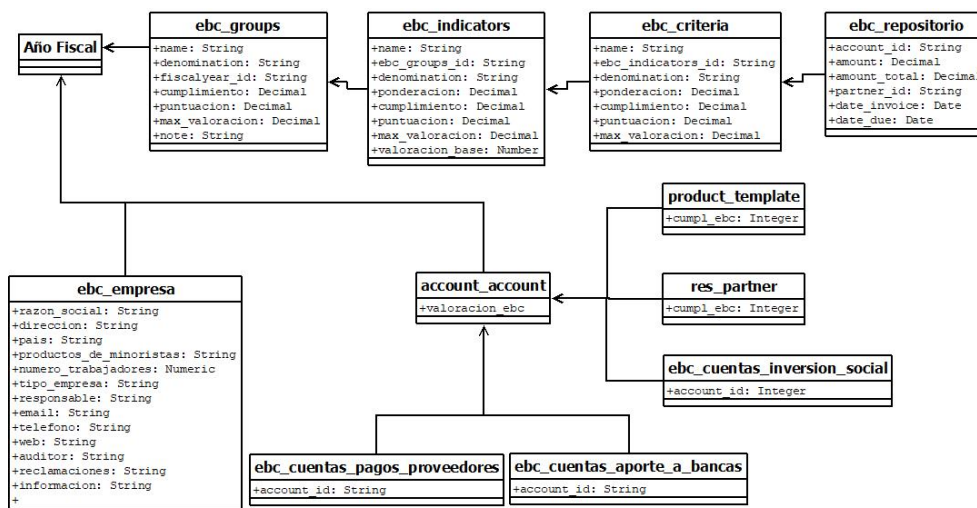 Año Fiscal
ebc_groups
+name: String
+denomination: String
+fiscalyear_id: String
+cumplimiento: Decimal
+puntuacion: Decimal
+max_valoracion: Decimal
+note: String
ebc_indicators
+name: String
+ebc_groups_id: String
+denomination: String
+ponderacion: Decimal
+cumplimiento: Decimal
+puntuacion: Decimal
+max_valoracion: Decimal
+valoracion_base: Number
ebc_criteria
+name: String
+ebc_indicators_id: String
+denomination: String
+ponderacion: Decimal
+cumplimiento: Decimal
+puntuacion: Decimal
+max_valoracion: Decimal
ebc_repositorio
+account_id: String
+amount: Decimal
+amount_total: Decimal
+partner_id: String
+date_invoice: Date
+date_due: Date
product_template
+cumpl_ebc: Integer
ebc_empresa
+razon_social: String
+direccion: String
+pais: String
+productos_de_minoristas: String
+numero_trabajadores: Numeric
+tipo_empresa: String
+responsable: String
+email: String
+telefono: String
+web: String
+auditor: String
+reclamaciones: String
+informacion: String
+
account_account
+valoracion_ebc
res_partner
+cumpl_ebc: Integer
ebc_cuentas_inversion_social
+account_id: Integer
ebc_cuentas_pagos_proveedores
+account_id: String
ebc_cuentas_aporte_a_bancas
+account_id: String